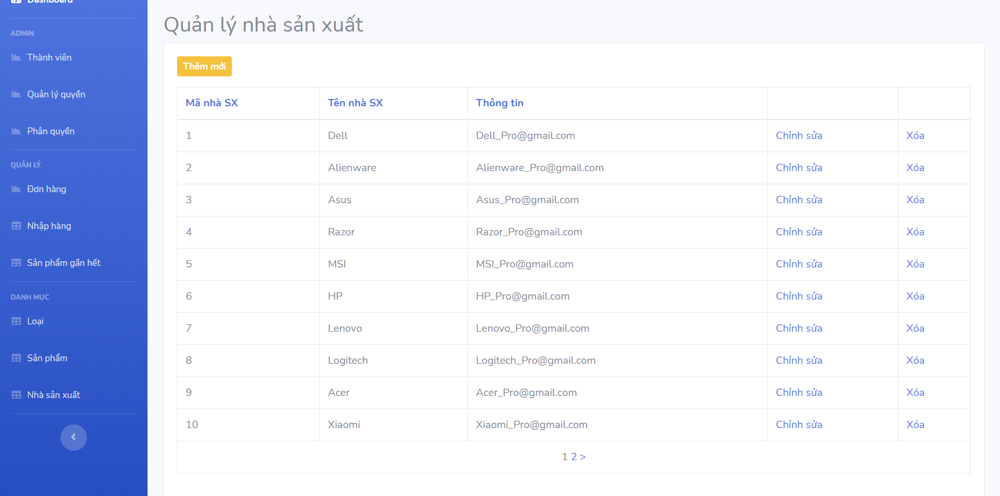 Dashboard
ADMIN
Thành viên
Quản lý quyền
Phân quyền
QUẢN LÝ
Đơn hàng
Nhập hàng
Sản phẩm gần hết
DANH MỤC
Loại
Sản phẩm
Nhà sản xuất
Quản lý nhà sản xuất
Thêm mới
Mã nhà SX Tên nhà SX Thông tin
1 Dell Dell_Pro@gmail.com Chỉnh sửa Xóa
2 Alienware Alienware_Pro@gmail.com Chỉnh sửa Xóa
3 Asus Asus_Pro@gmail.com Chỉnh sửa Xóa
4 Razor Razor_Pro@gmail.com Chỉnh sửa Xóa
5 MSI MSI_Pro@gmail.com Chỉnh sửa Xóa
6 HP HP_Pro@gmail.com Chỉnh sửa Xóa
7 Lenovo Lenovo_Pro@gmail.com Chỉnh sửa Xóa
8 Logitech Logitech_Pro@gmail.com Chỉnh sửa Xóa
9 Acer Acer_Pro@gmail.com Chỉnh sửa Xóa
10 Xiaomi Xiaomi_Pro@gmail.com Chỉnh sửa Xóa
1 2 >